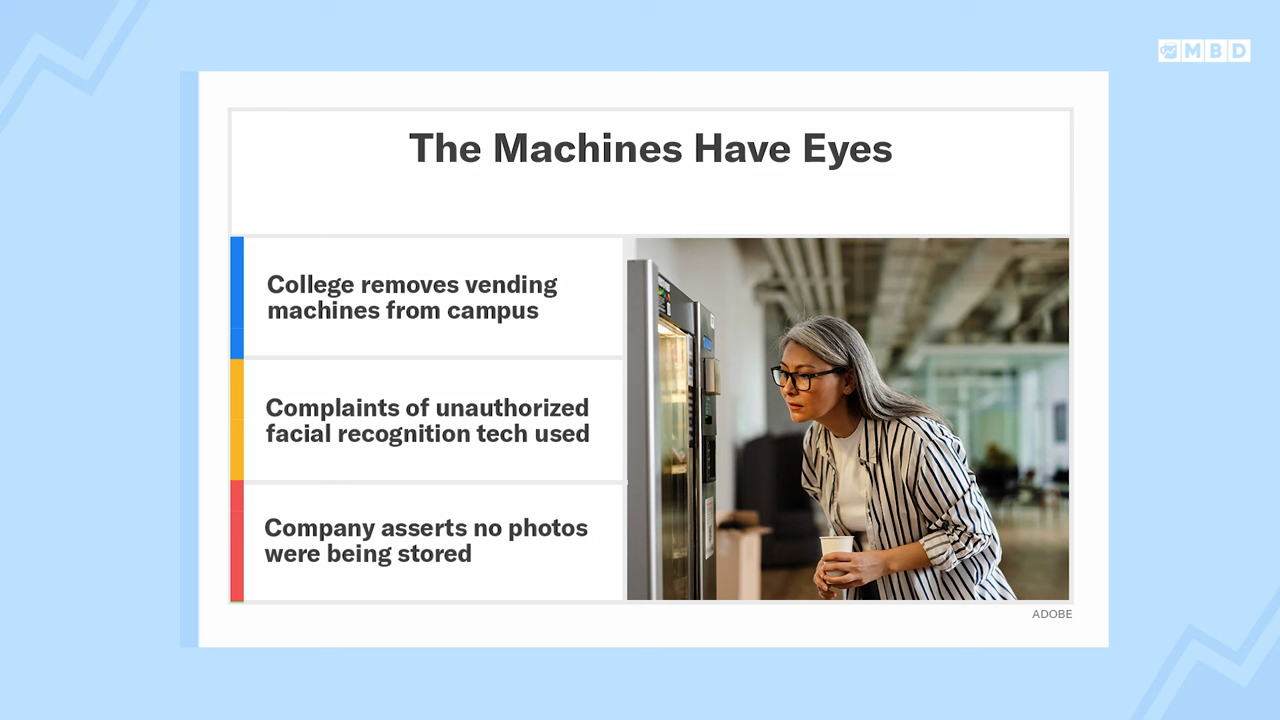 MBD
The Machines Have Eyes
College removes vending
machines from campus
Complaints of unauthorized
facial recognition tech used
Company asserts no photos
were being stored
ADOBE